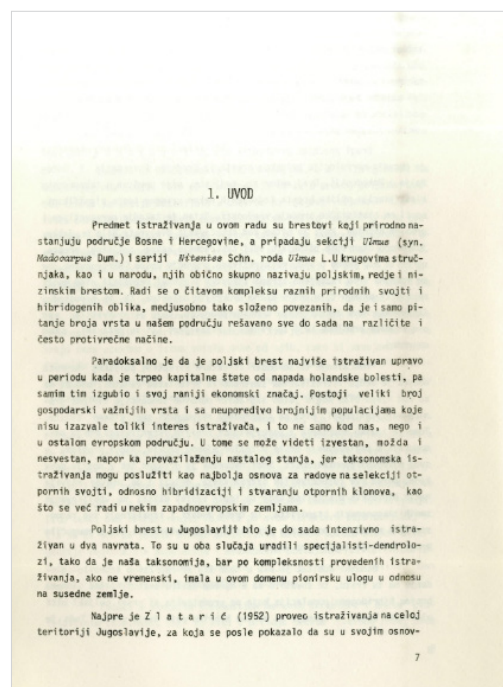 1. UVOD
Predmet istraživanja u ovom radu su brestovi koji prirodno na-
stanjuju područje Bosne i Hercegovine, a pripadaju sekciji Ulmus (syn.
Madocarpus Dum.) i seriji Nitentes Schn. roda Ulmus L.U krugovima struč-
njaka, kao i u narodu, njih obično skupno nazivaju poljskim, redje i ni-
zinskim brestom. Radi se o čitavom kompleksu raznih prirodnih svojti i
hibridogenih oblika, medjusobno tako složeno povezanih, da je i samo pi-
tanje broja vrsta u našem području rešavano sve do sada na različite i
često protivrečne načine.
Paradoksalno je da je poljski brest najviše istraživan upravo
u periodu kada je trpeo kapitalne štete od napada holandske bolesti, pa
samim tim izgubio i svoj raniji ekonomski značaj. Postoji veliki broj
gospodarski važnijih vrsta i sa neuporedivo brojnijim populacijama koje
nisu izazvale toliki interes istraživača, i to ne samo kod nas, nego i
u ostalom evropskom području. U tome se može videti izvestan, možda i
nesvestan, napor ka prevazilaženju nastalog stanja, jer taksonomska is-
traživanja mogu poslužiti kao najbolja osnova za radove na selekciji ot-
pornih svojti, odnosno hibridizaciji i stvaranju otpornih klonova, kao
što se već radi u nekim zapadnoevropskim zemljama.
Poljski brest u Jugoslaviji bio je do sada intenzivno istra-
živan u dva navrata. To su u oba slučaja uradili specijalisti-dendrolo-
zi, tako da je naša taksonomija, bar po kompleksnosti provedenih istra-
živanja, ako ne vremenski, imala u ovom domenu pionirsku ulogu u odnosu
na susedne zemlje.
Najpre je Z l a t a r i ć (1952) proveo istraživanja na celoj
teritoriji Jugoslavije, za koja se posle pokazalo da su u svojim osnov-
7